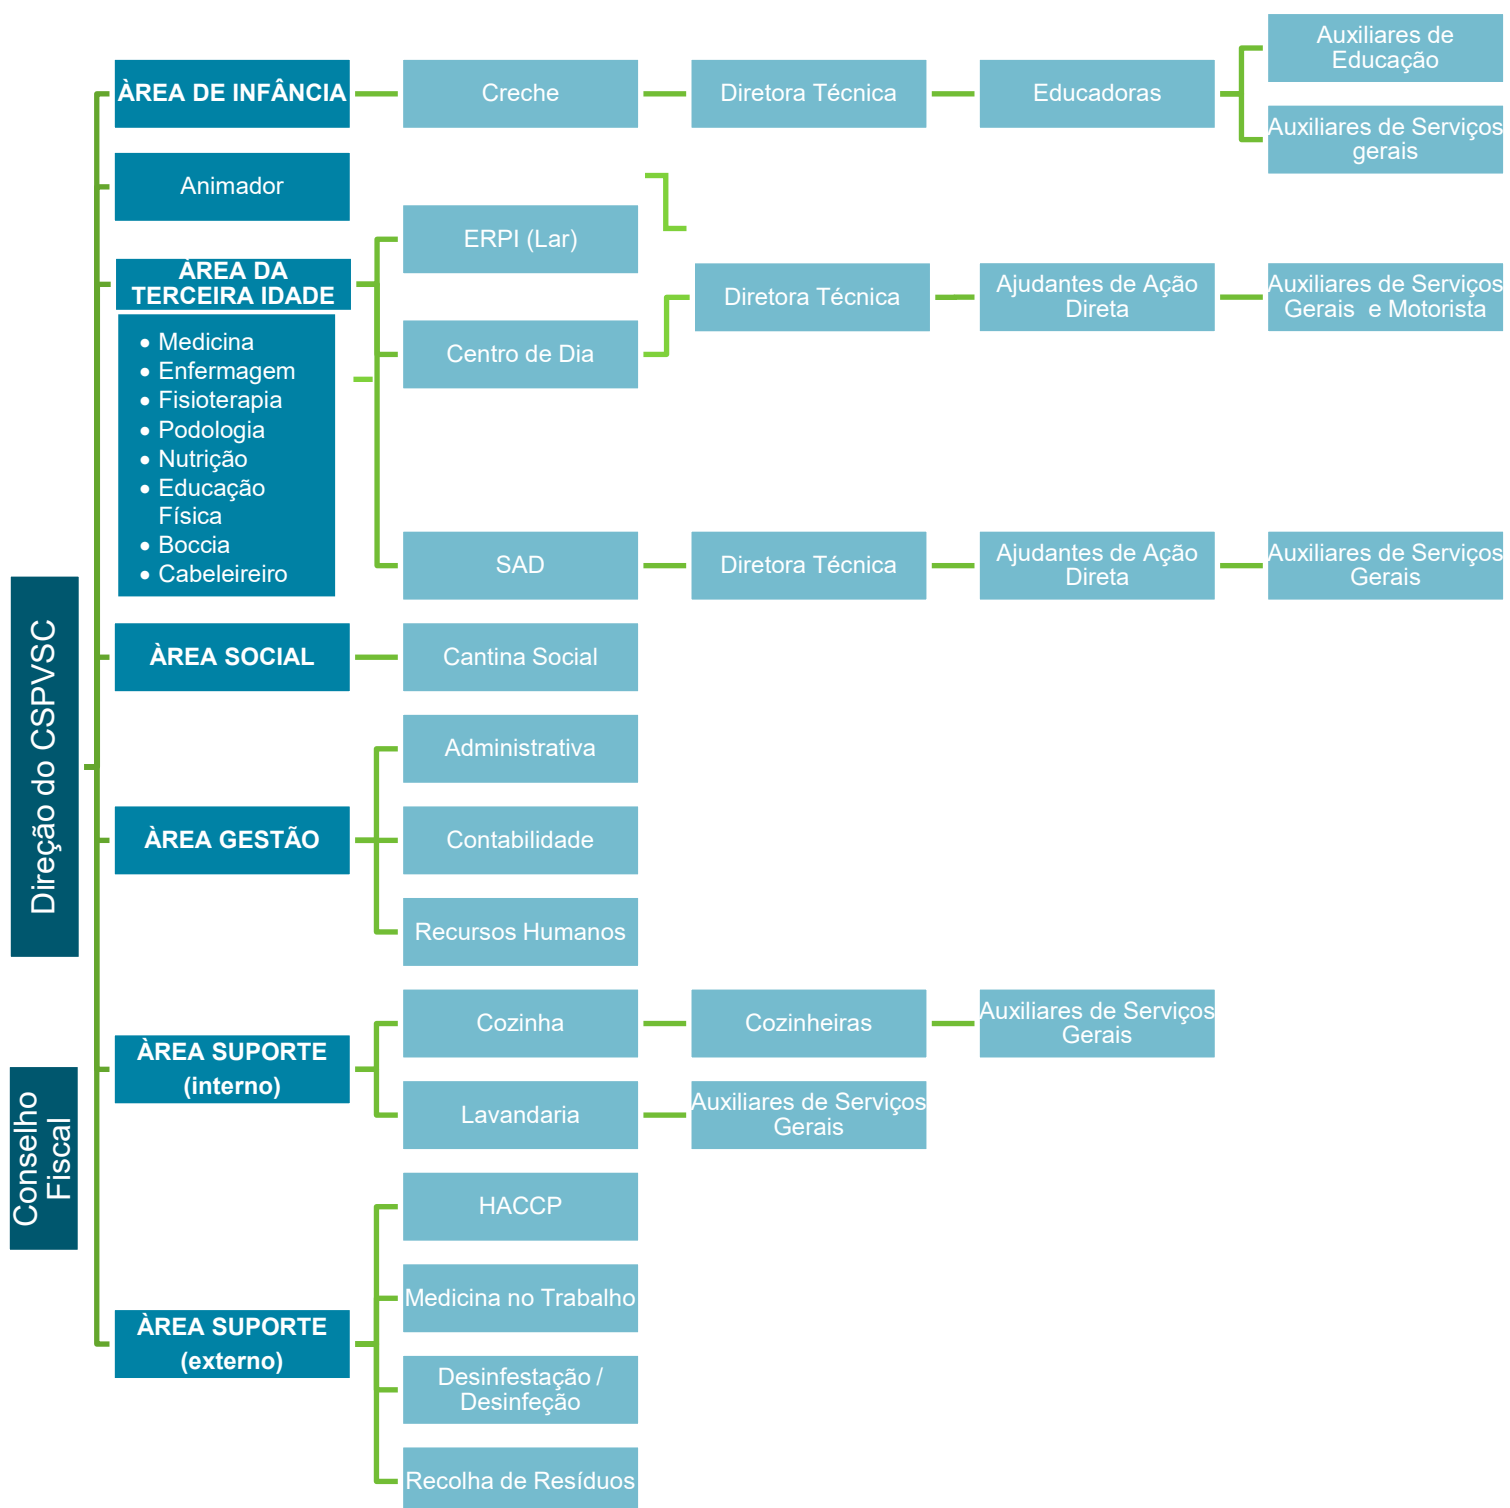 ÀREA DE INFÂNCIA
Creche
Diretora Técnica
Educadoras
Auxiliares de
Educação
Auxiliares de Serviços
gerais
Animador
ÀREA DA
TERCEIRA IDADE
• Medicina
• Enfermagem
• Fisioterapia
• Podologia
• Nutrição
• Educação
Física
• Boccia
• Cabeleireiro
ERPI (Lar)
Centro de Dia
Diretora Técnica
Ajudantes de Ação
Direta
Auxiliares de Serviços
Gerais e Motorista
SAD
Diretora Técnica
Ajudantes de Ação
Direta
Auxiliares de Serviços
Gerais
Direção do CSPVSC
ÀREA SOCIAL
Cantina Social
ÀREA GESTÃO
Administrativa
Contabilidade
Recursos Humanos
Conselho
Fiscal
ÀREA SUPORTE
(interno)
Cozinha
Cozinheiras
Auxiliares de Serviços
Gerais
Lavandaria
Auxiliares de Serviços
Gerais
ÀREA SUPORTE
(externo)
HACCP
Medicina no Trabalho
Desinfestação /
Desinfeção
Recolha de Resíduos